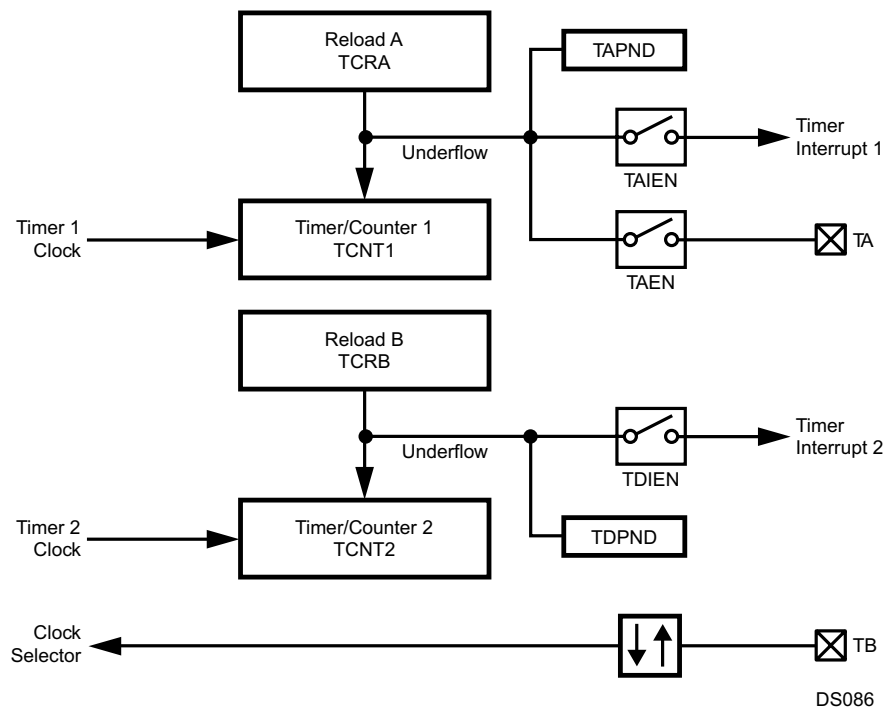 Reload A
TCRA
TAPND
Underflow
Timer
Interrupt 1
TAIEN
Timer 1
Clock
Timer/Counter 1
TCNT1
TA
TAEN
Reload B
TCRB
Underflow
Timer
Interrupt 2
TDIEN
Timer 2
Clock
Timer/Counter 2
TCNT2
TDPND
Clock
Selector
TB
DS086